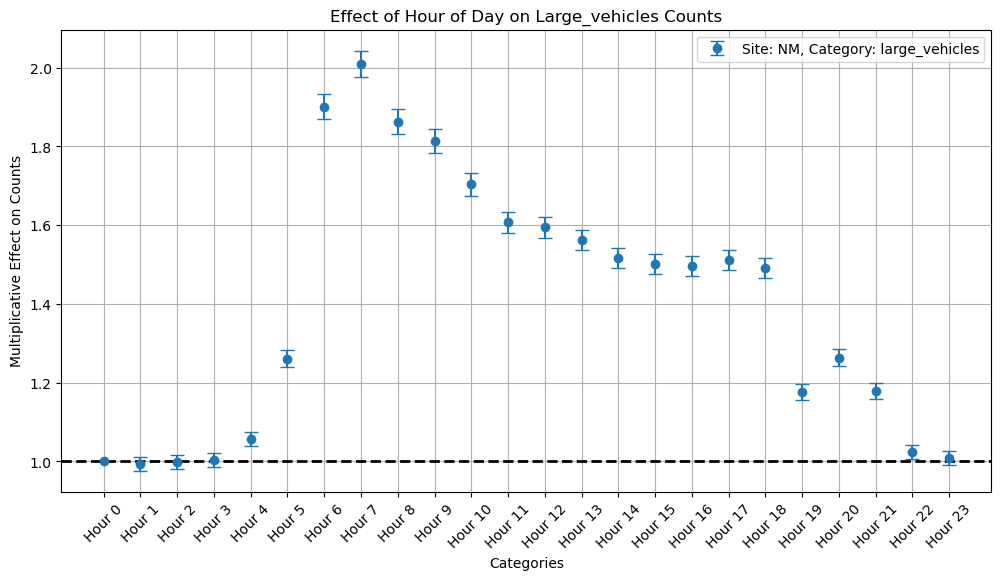 Effect of Hour of Day on Large_vehicles Counts
Site: NM, Category: large_vehicles
Multiplicative Effect on Counts
2.0
1.8
1.6
1.4
1.2
1.0
Hour 0
Hour 1
Hour 2
Hour 3
Hour 4
Hour 5
Hour 6
Hour 7
Hour 8
Hour 9
Hour 10
Hour 11
Hour 12
Hour 13
Hour 14
Hour 15
Hour 16
Hour 17
Hour 18
Hour 19
Hour 20
Hour 21
Hour 22
Hour 23
Categories